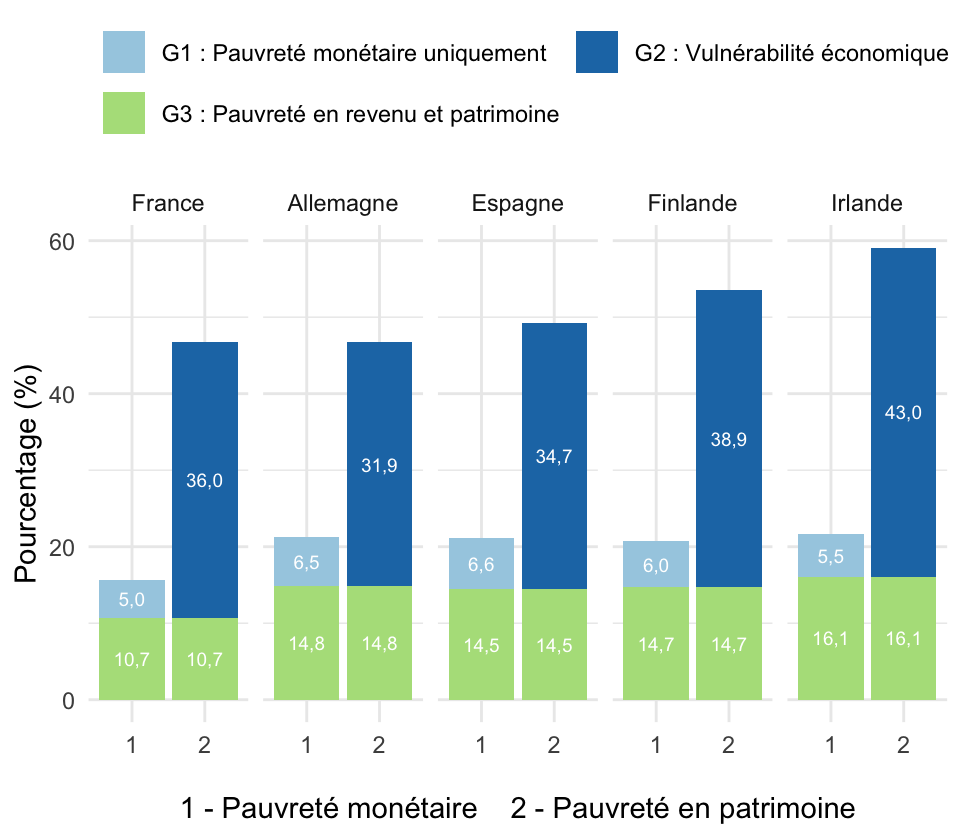 G1 : Pauvreté monétaire uniquement G2 : Vulnérabilité économique
G3 : Pauvreté en revenu et patrimoine
France Allemagne Espagne Finlande Irlande
Pourcentage (%)
60
40
20
0
5,0 36,0 6,5 31,9 6,6 34,7 6,0 38,9 5,5 43,0
10,7 10,7 14,8 14,8 14,5 14,5 14,7 14,7 16,1 16,1
1 2 1 2 1 2 1 2 1 2
1 - Pauvreté monétaire 2 - Pauvreté en patrimoine